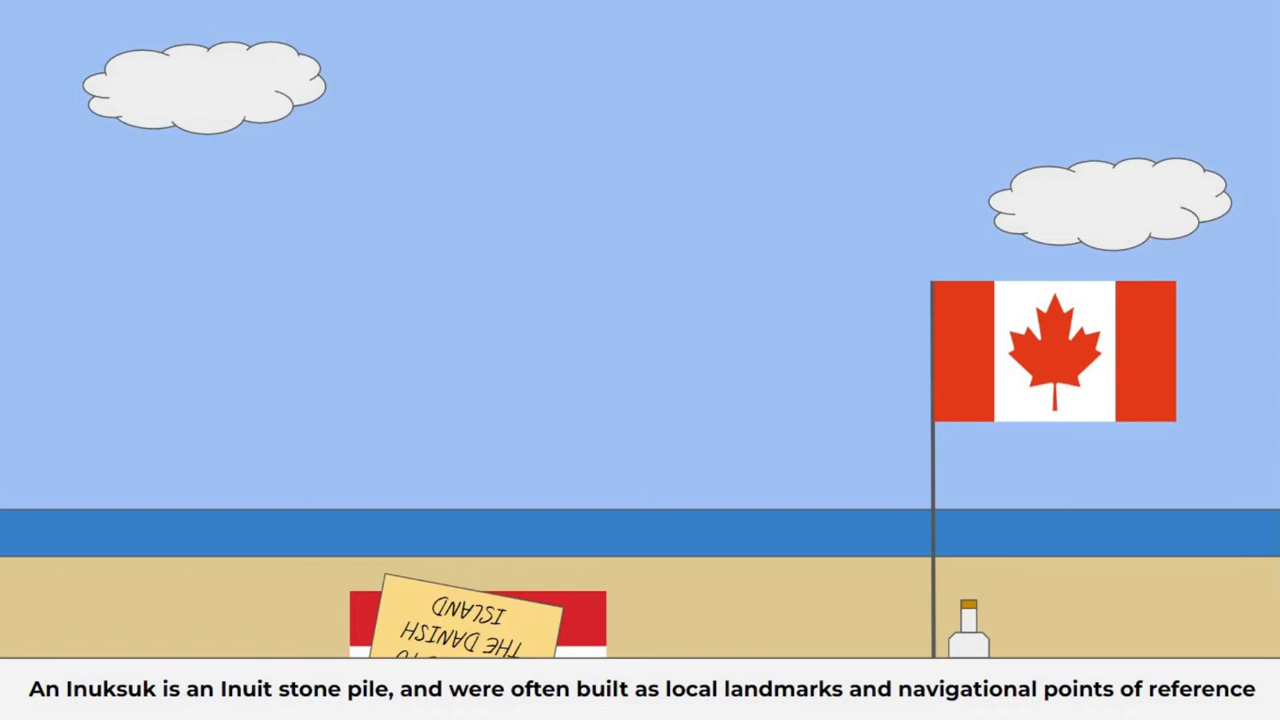 THE DANISH
ISLAND
An Inuksuk is an Inuit stone pile, and were often built as local landmarks and navigational points of reference